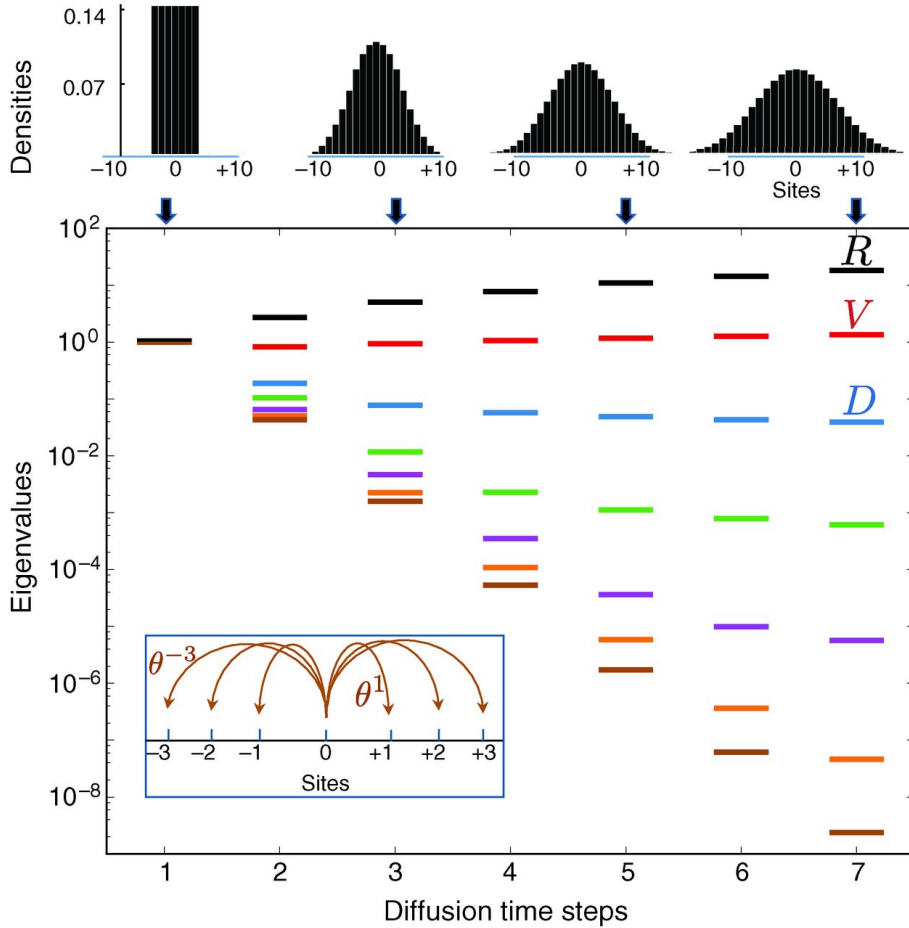 Densities
0.14
0.07
−10 0 +10
−10 0 +10
−10 0 +10
−10 0 +10
Sites
Eigenvalues
10²
10⁰
10⁻²
10⁻⁴
10⁻⁶
10⁻⁸
R
V
D
θ⁻³
θ¹
−3 −2 −1 0 +1 +2 +3
Sites
1 2 3 4 5 6 7
Diffusion time steps